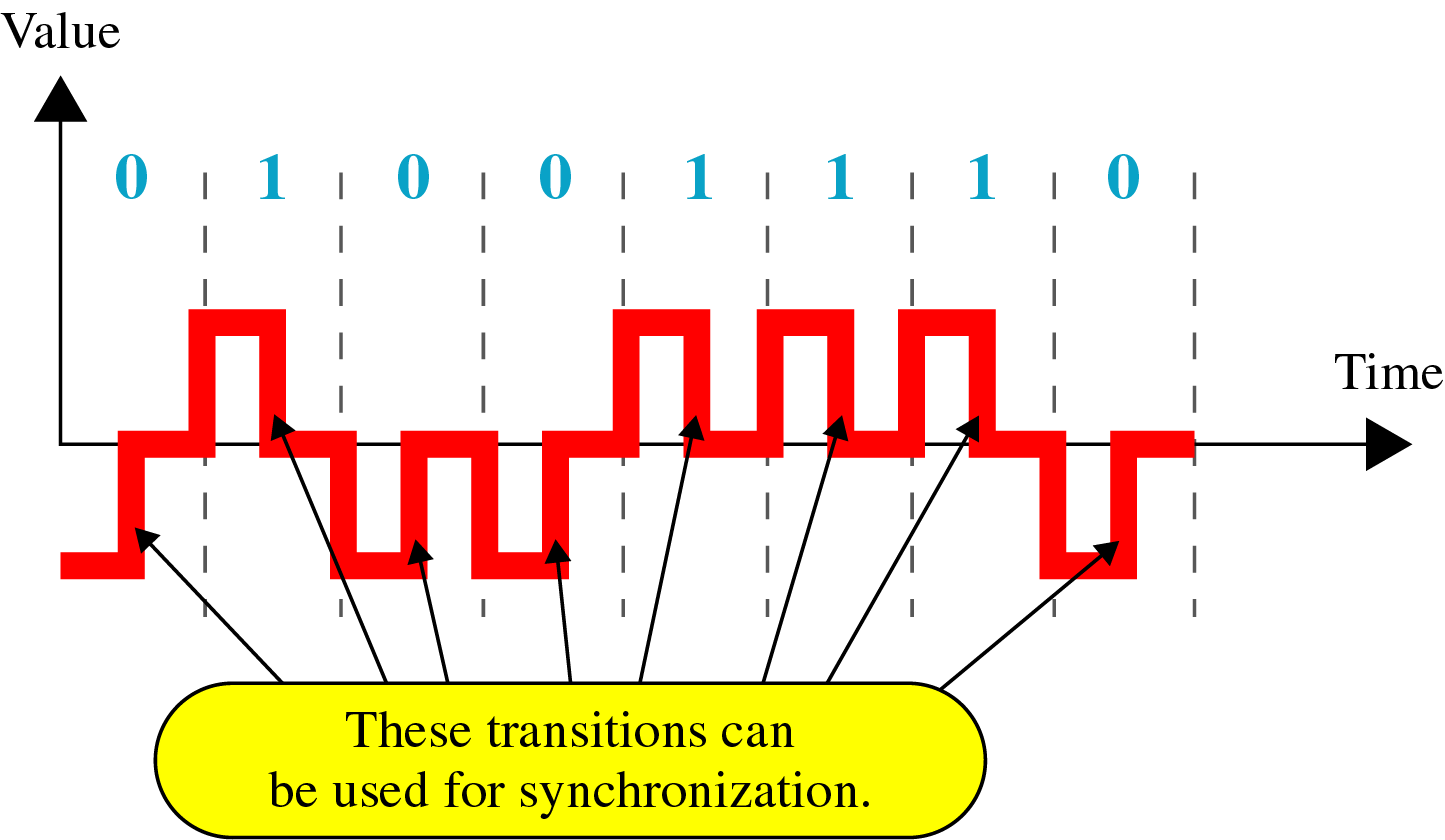 Value
0 1 0 0 1 1 1 0
Time
These transitions can
be used for synchronization.